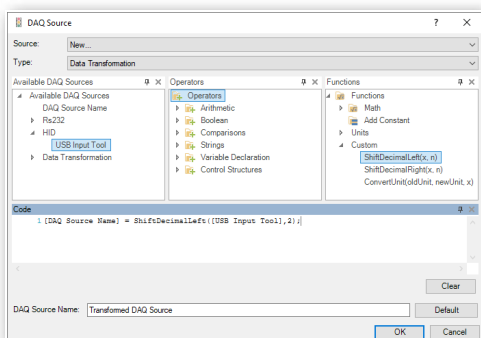 DAQ Source
Source: New...
Type: Data Transformation
Available DAQ Sources
Available DAQ Sources
DAQ Source Name
Rs232
HID
USB Input Tool
Data Transformation
Operators
Operators
Arithmetic
Boolean
Comparisons
Strings
Variable Declaration
Control Structures
Functions
Functions
Math
Add Constant
Units
Custom
ShiftDecimalLeft(x, n)
ShiftDecimalRight(x, n)
ConvertUnit(oldUnit, newUnit, x)
Code
1 [DAQ Source Name] = ShiftDecimalLeft([USB Input Tool],2);
Clear
DAQ Source Name: Transformed DAQ Source Default
OK Cancel